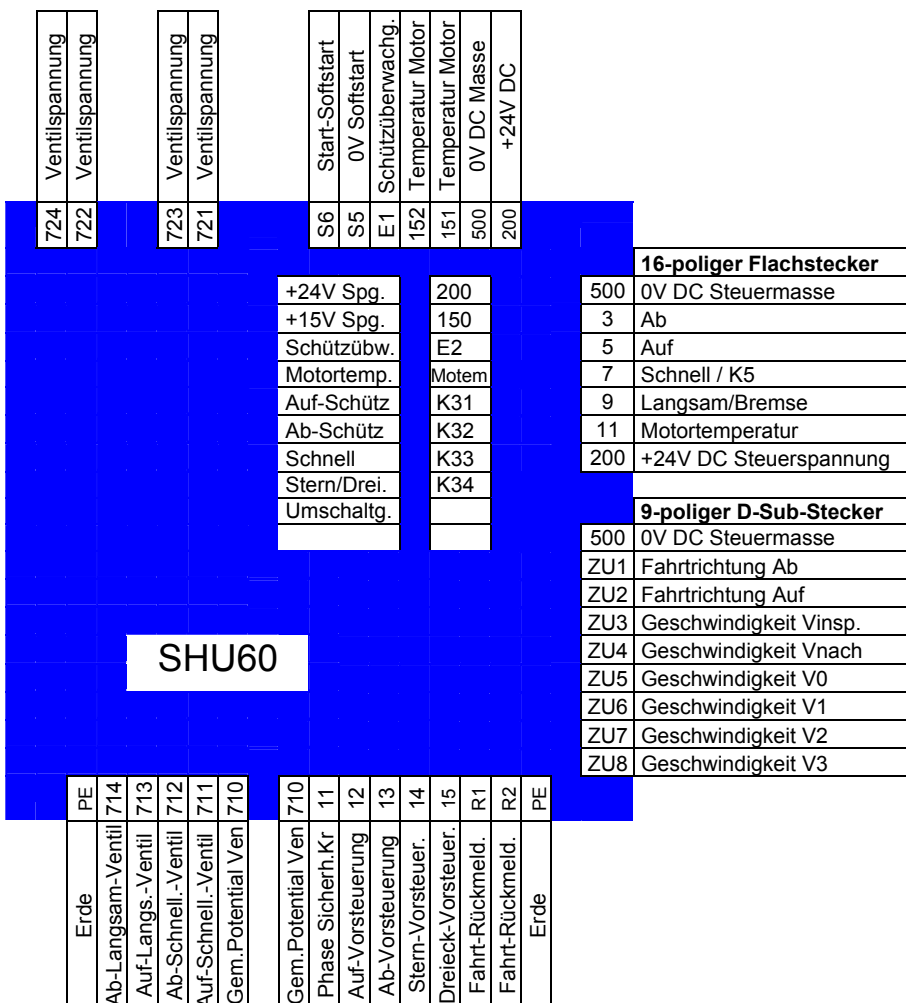 Ventilspannung 724
Ventilspannung 722
Ventilspannung 723
Ventilspannung 721
Start-Softstart S6
0V Softstart S5
Schützüberwachg. E1
Temperatur Motor 152
Temperatur Motor 151
0V DC Masse 500
+24V DC 200
+24V Spg. 200
+15V Spg. 150
Schützübw. E2
Motortemp. Motem
Auf-Schütz K31
Ab-Schütz K32
Schnell K33
Stern/Drei. K34
Umschaltg.
16-poliger Flachstecker
500 0V DC Steuermasse
3 Ab
5 Auf
7 Schnell / K5
9 Langsam/Bremse
11 Motortemperatur
200 +24V DC Steuerspannung
9-poliger D-Sub-Stecker
500 0V DC Steuermasse
ZU1 Fahrtrichtung Ab
ZU2 Fahrtrichtung Auf
ZU3 Geschwindigkeit Vinsp.
ZU4 Geschwindigkeit Vnach
ZU5 Geschwindigkeit V0
ZU6 Geschwindigkeit V1
ZU7 Geschwindigkeit V2
ZU8 Geschwindigkeit V3
SHU60
Erde PE
Ab-Langsam-Ventil 714
Auf-Langs.-Ventil 713
Ab-Schnell.-Ventil 712
Auf-Schnell.-Ventil 711
Gem.Potential Ven 710
Gem.Potential Ven 710
Phase Sicherh.Kr 11
Auf-Vorsteuerung 12
Ab-Vorsteuerung 13
Stern-Vorsteuer. 14
Dreieck-Vorsteuer. 15
Fahrt-Rückmeld. R1
Fahrt-Rückmeld. R2
Erde PE